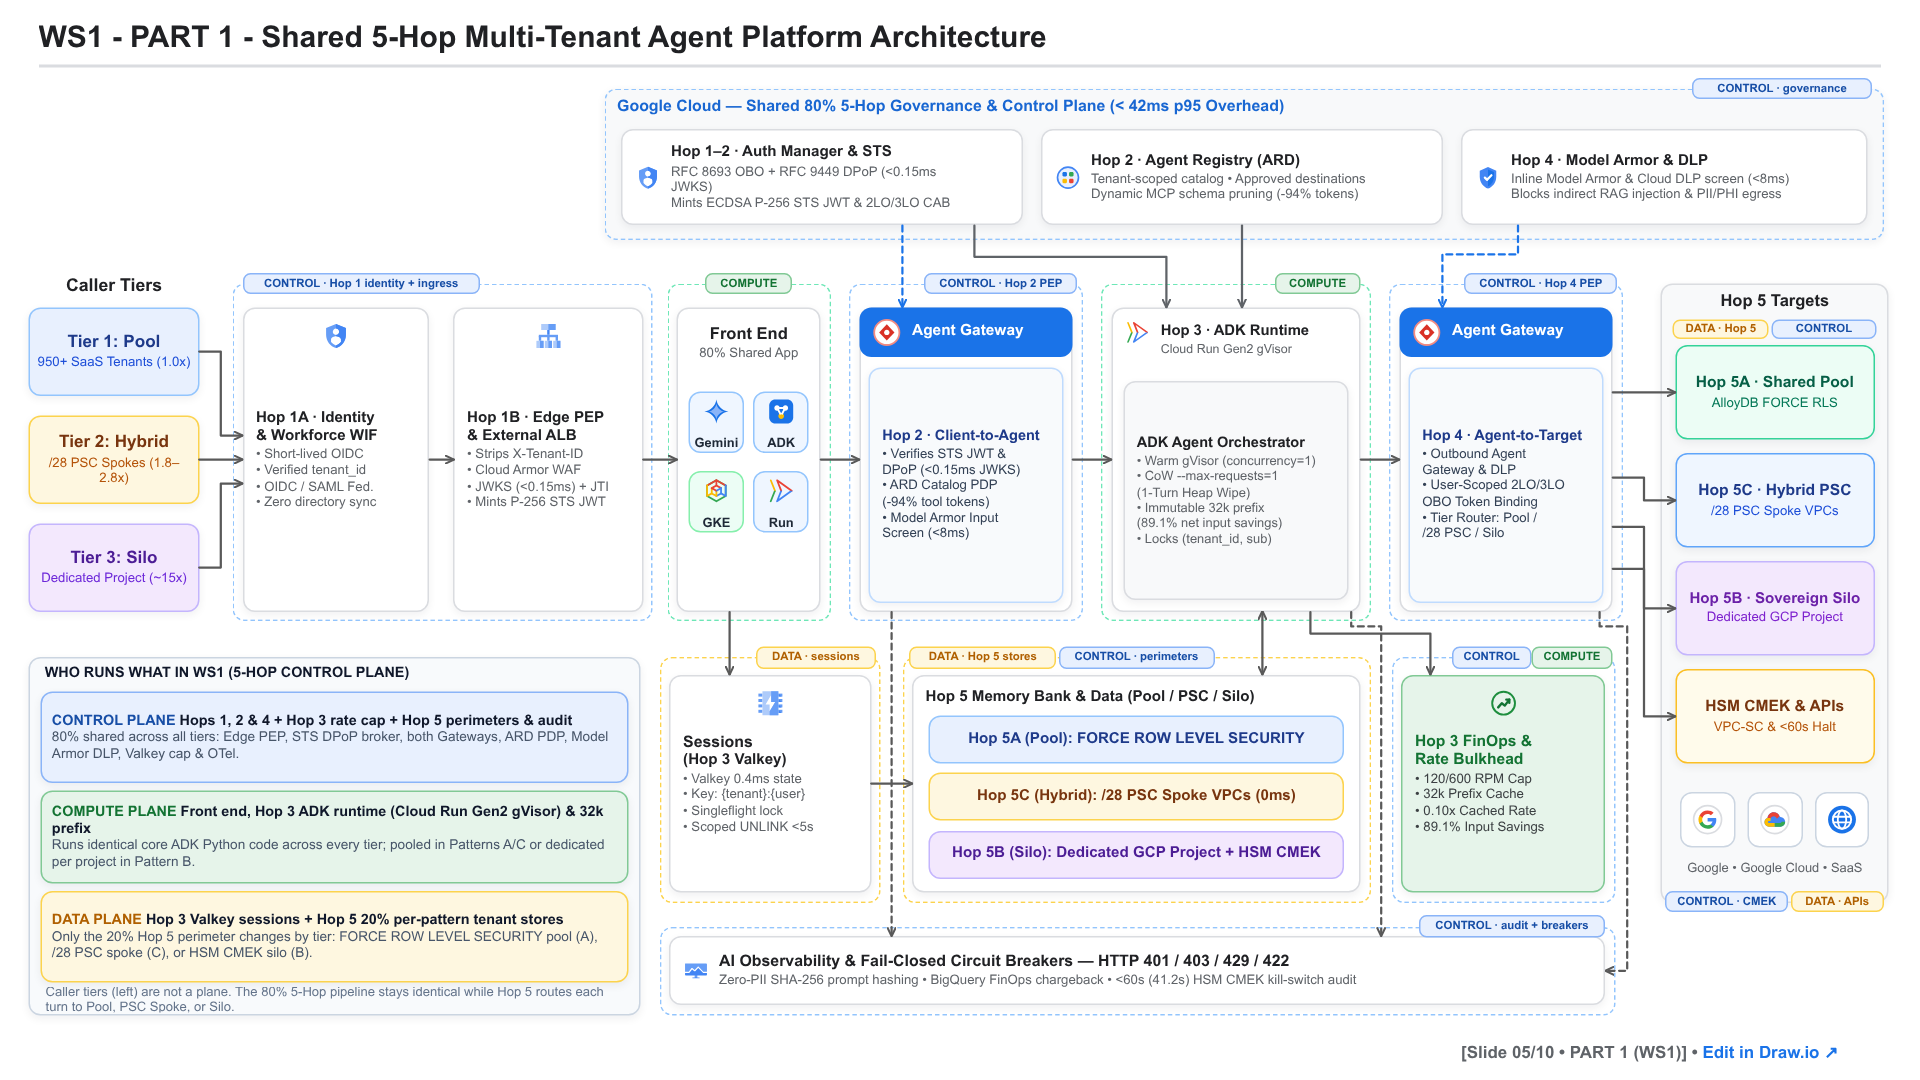 WS1 - PART 1 - Shared 5-Hop Multi-Tenant Agent Platform Architecture
CONTROL · governance
Google Cloud — Shared 80% 5-Hop Governance & Control Plane (< 42ms p95 Overhead)
Hop 1–2 · Auth Manager & STS
RFC 8693 OBO + RFC 9449 DPoP (<0.15ms
JWKS)
Mints ECDSA P-256 STS JWT & 2LO/3LO CAB
Hop 2 · Agent Registry (ARD)
Tenant-scoped catalog • Approved destinations
Dynamic MCP schema pruning (-94% tokens)
Hop 4 · Model Armor & DLP
Inline Model Armor & Cloud DLP screen (<8ms)
Blocks indirect RAG injection & PII/PHI egress
Caller Tiers
Tier 1: Pool
950+ SaaS Tenants (1.0x)
Tier 2: Hybrid
/28 PSC Spokes (1.8–
2.8x)
Tier 3: Silo
Dedicated Project (~15x)
CONTROL · Hop 1 identity + ingress
Hop 1A · Identity
& Workforce WIF
• Short-lived OIDC
• Verified tenant_id
• OIDC / SAML Fed.
• Zero directory sync
Hop 1B · Edge PEP
& External ALB
• Strips X-Tenant-ID
• Cloud Armor WAF
• JWKS (<0.15ms) + JTI
• Mints P-256 STS JWT
COMPUTE
Front End
80% Shared App
Gemini
ADK
GKE
Run
CONTROL · Hop 2 PEP
Agent Gateway
Hop 2 · Client-to-Agent
• Verifies STS JWT &
DPoP (<0.15ms JWKS)
• ARD Catalog PDP
(-94% tool tokens)
• Model Armor Input
Screen (<8ms)
COMPUTE
Hop 3 · ADK Runtime
Cloud Run Gen2 gVisor
ADK Agent Orchestrator
• Warm gVisor (concurrency=1)
• CoW --max-requests=1
(1-Turn Heap Wipe)
• Immutable 32k prefix
(89.1% net input savings)
• Locks (tenant_id, sub)
CONTROL · Hop 4 PEP
Agent Gateway
Hop 4 · Agent-to-Target
• Outbound Agent
Gateway & DLP
• User-Scoped 2LO/3LO
OBO Token Binding
• Tier Router: Pool /
/28 PSC / Silo
Hop 5 Targets
DATA · Hop 5
CONTROL
Hop 5A · Shared Pool
AlloyDB FORCE RLS
Hop 5C · Hybrid PSC
/28 PSC Spoke VPCs
Hop 5B · Sovereign Silo
Dedicated GCP Project
HSM CMEK & APIs
VPC-SC & <60s Halt
Google • Google Cloud • SaaS
CONTROL · CMEK
DATA · APIs
WHO RUNS WHAT IN WS1 (5-HOP CONTROL PLANE)
CONTROL PLANE Hops 1, 2 & 4 + Hop 3 rate cap + Hop 5 perimeters & audit
80% shared across all tiers: Edge PEP, STS DPoP broker, both Gateways, ARD PDP, Model
Armor DLP, Valkey cap & OTel.
COMPUTE PLANE Front end, Hop 3 ADK runtime (Cloud Run Gen2 gVisor) & 32k
prefix
Runs identical core ADK Python code across every tier; pooled in Patterns A/C or dedicated
per project in Pattern B.
DATA PLANE Hop 3 Valkey sessions + Hop 5 20% per-pattern tenant stores
Only the 20% Hop 5 perimeter changes by tier: FORCE ROW LEVEL SECURITY pool (A),
/28 PSC spoke (C), or HSM CMEK silo (B).
Caller tiers (left) are not a plane. The 80% 5-Hop pipeline stays identical while Hop 5 routes each
turn to Pool, PSC Spoke, or Silo.
DATA · sessions
Sessions
(Hop 3 Valkey)
• Valkey 0.4ms state
• Key: {tenant}:{user}
• Singleflight lock
• Scoped UNLINK <5s
DATA · Hop 5 stores
CONTROL · perimeters
Hop 5 Memory Bank & Data (Pool / PSC / Silo)
Hop 5A (Pool): FORCE ROW LEVEL SECURITY
Hop 5C (Hybrid): /28 PSC Spoke VPCs (0ms)
Hop 5B (Silo): Dedicated GCP Project + HSM CMEK
CONTROL
COMPUTE
Hop 3 FinOps &
Rate Bulkhead
• 120/600 RPM Cap
• 32k Prefix Cache
• 0.10x Cached Rate
• 89.1% Input Savings
CONTROL · audit + breakers
AI Observability & Fail-Closed Circuit Breakers — HTTP 401 / 403 / 429 / 422
Zero-PII SHA-256 prompt hashing • BigQuery FinOps chargeback • <60s (41.2s) HSM CMEK kill-switch audit
[Slide 05/10 • PART 1 (WS1)] • Edit in Draw.io ↗